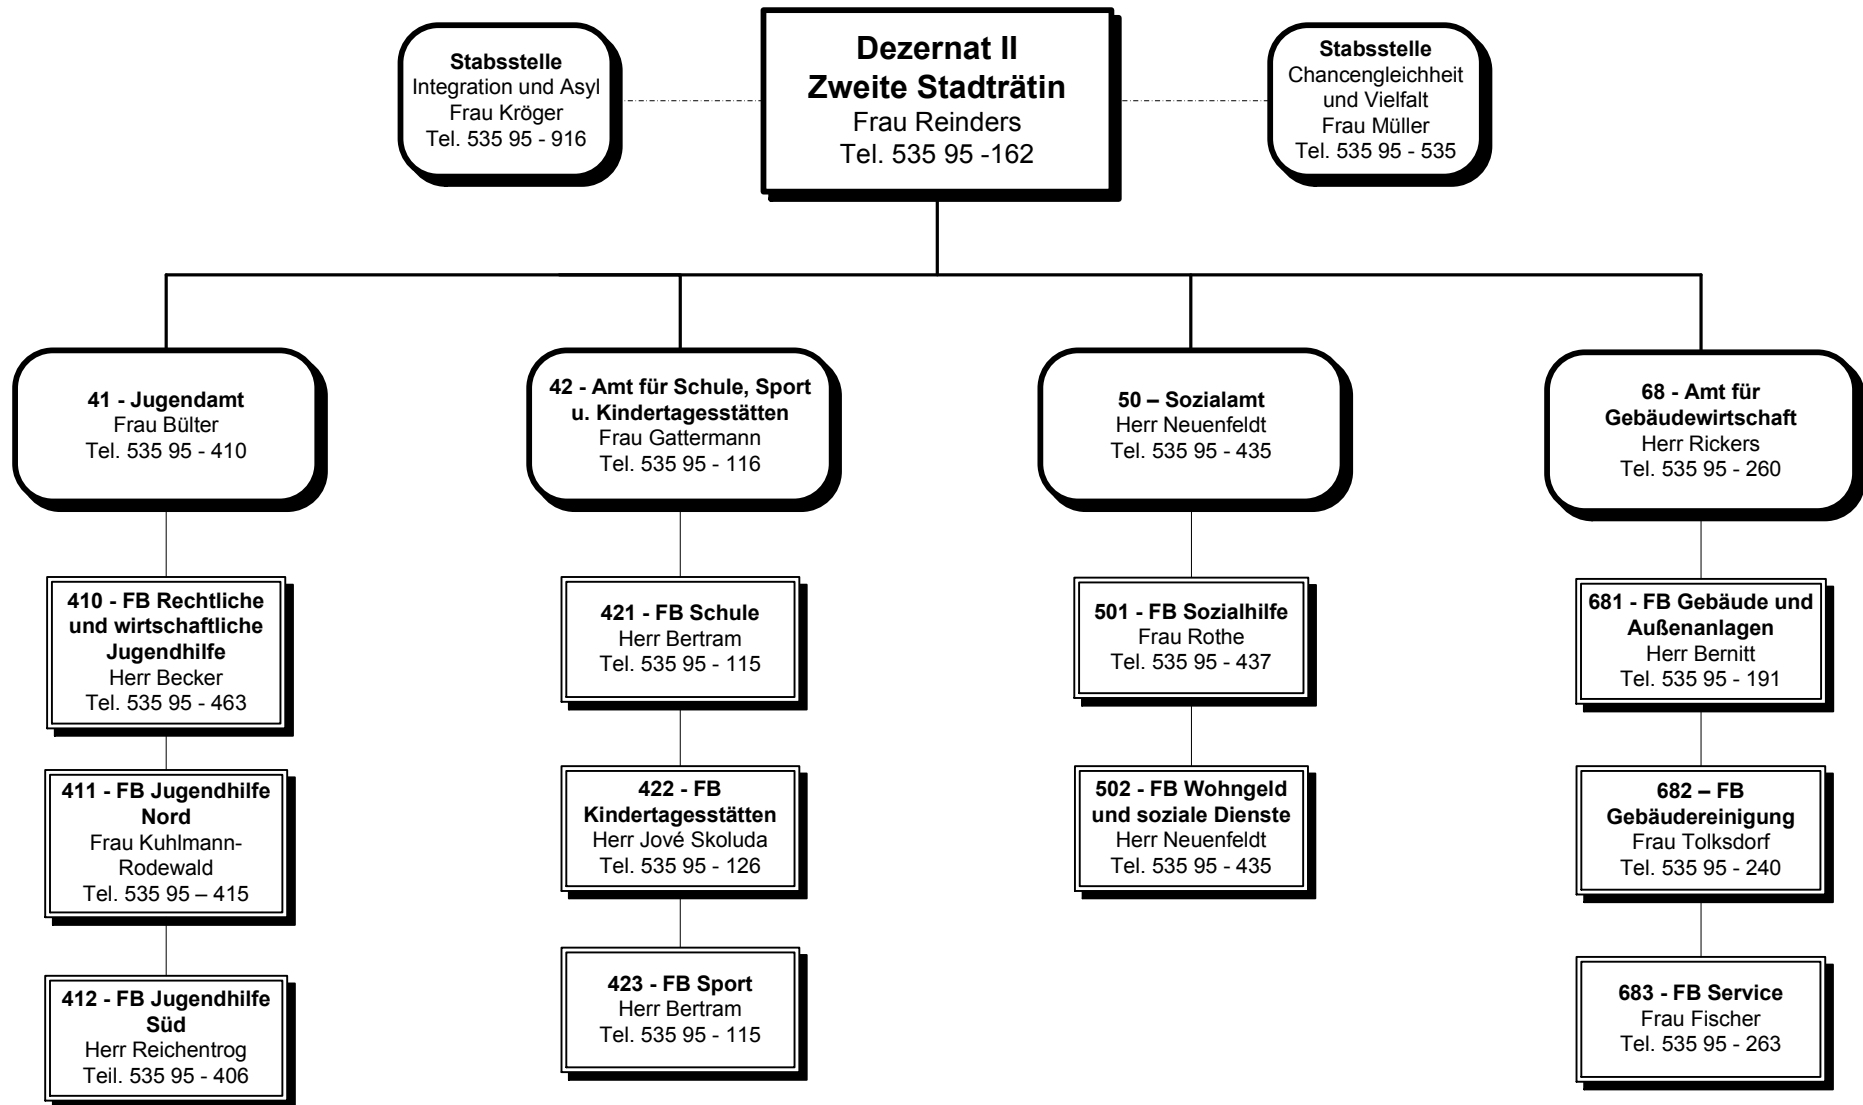 Stabsstelle
Integration und Asyl
Frau Kröger
Tel. 535 95 - 916
Dezernat II
Zweite Stadträtin
Frau Reinders
Tel. 535 95 -162
Stabsstelle
Chancengleichheit
und Vielfalt
Frau Müller
Tel. 535 95 - 535
41 - Jugendamt
Frau Bülter
Tel. 535 95 - 410
42 - Amt für Schule, Sport
u. Kindertagesstätten
Frau Gattermann
Tel. 535 95 - 116
50 – Sozialamt
Herr Neuenfeldt
Tel. 535 95 - 435
68 - Amt für
Gebäudewirtschaft
Herr Rickers
Tel. 535 95 - 260
410 - FB Rechtliche
und wirtschaftliche
Jugendhilfe
Herr Becker
Tel. 535 95 - 463
421 - FB Schule
Herr Bertram
Tel. 535 95 - 115
501 - FB Sozialhilfe
Frau Rothe
Tel. 535 95 - 437
681 - FB Gebäude und
Außenanlagen
Herr Bernitt
Tel. 535 95 - 191
411 - FB Jugendhilfe
Nord
Frau Kuhlmann-
Rodewald
Tel. 535 95 – 415
422 - FB
Kindertagesstätten
Herr Jové Skoluda
Tel. 535 95 - 126
502 - FB Wohngeld
und soziale Dienste
Herr Neuenfeldt
Tel. 535 95 - 435
682 – FB
Gebäudereinigung
Frau Tolksdorf
Tel. 535 95 - 240
412 - FB Jugendhilfe
Süd
Herr Reichentrog
Teil. 535 95 - 406
423 - FB Sport
Herr Bertram
Tel. 535 95 - 115
683 - FB Service
Frau Fischer
Tel. 535 95 - 263